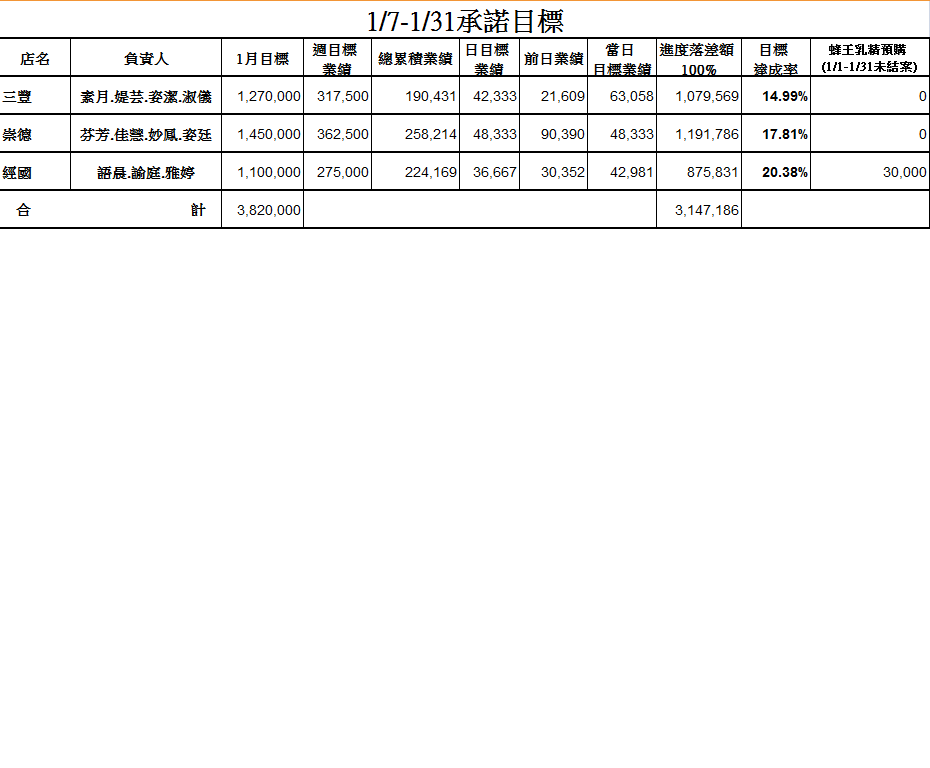 1/7-1/31承諾目標
店名 負責人 1月目標 週目標業績 總累積業績 日目標業績 前日業績 當日目標業績 進度落差額100% 目標達成率 蜂王乳精預購(1/1-1/31未結案)
三豐 素月.媞芸.姿潔.淑儀 1,270,000 317,500 190,431 42,333 21,609 63,058 1,079,569 14.99% 0
崇德 芬芳.佳慧.妙鳳.姿廷 1,450,000 362,500 258,214 48,333 90,390 48,333 1,191,786 17.81% 0
經國 語晨.諭庭.雅婷 1,100,000 275,000 224,169 36,667 30,352 42,981 875,831 20.38% 30,000
合計 3,820,000 3,147,186